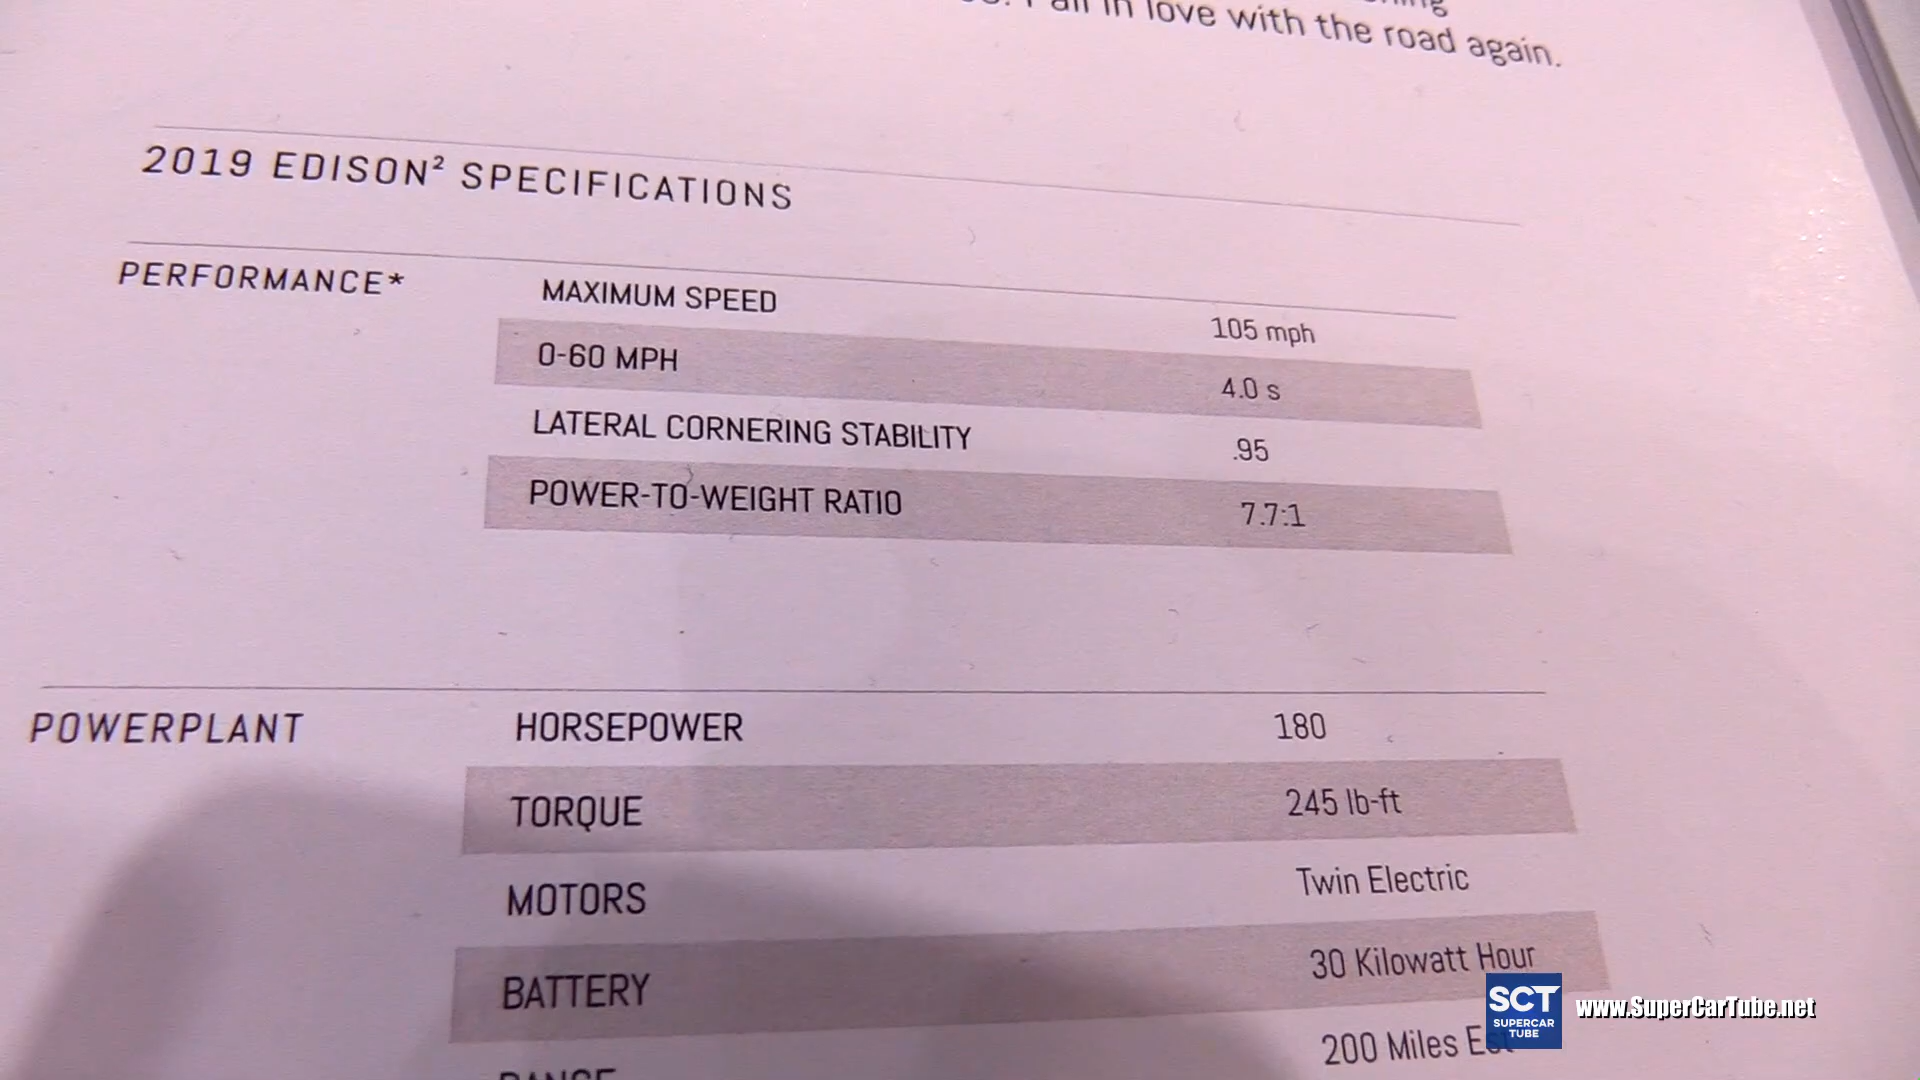 in love with the road again.
2019 EDISON² SPECIFICATIONS
PERFORMANCE*
MAXIMUM SPEED 105 mph
0-60 MPH 4.0 s
LATERAL CORNERING STABILITY .95
POWER-TO-WEIGHT RATIO 7.7:1
POWERPLANT
HORSEPOWER 180
TORQUE 245 lb-ft
MOTORS Twin Electric
BATTERY 30 Kilowatt Hour
RANGE 200 Miles
SCT
SUPERCAR
TUBE
www.SuperCarTube.net